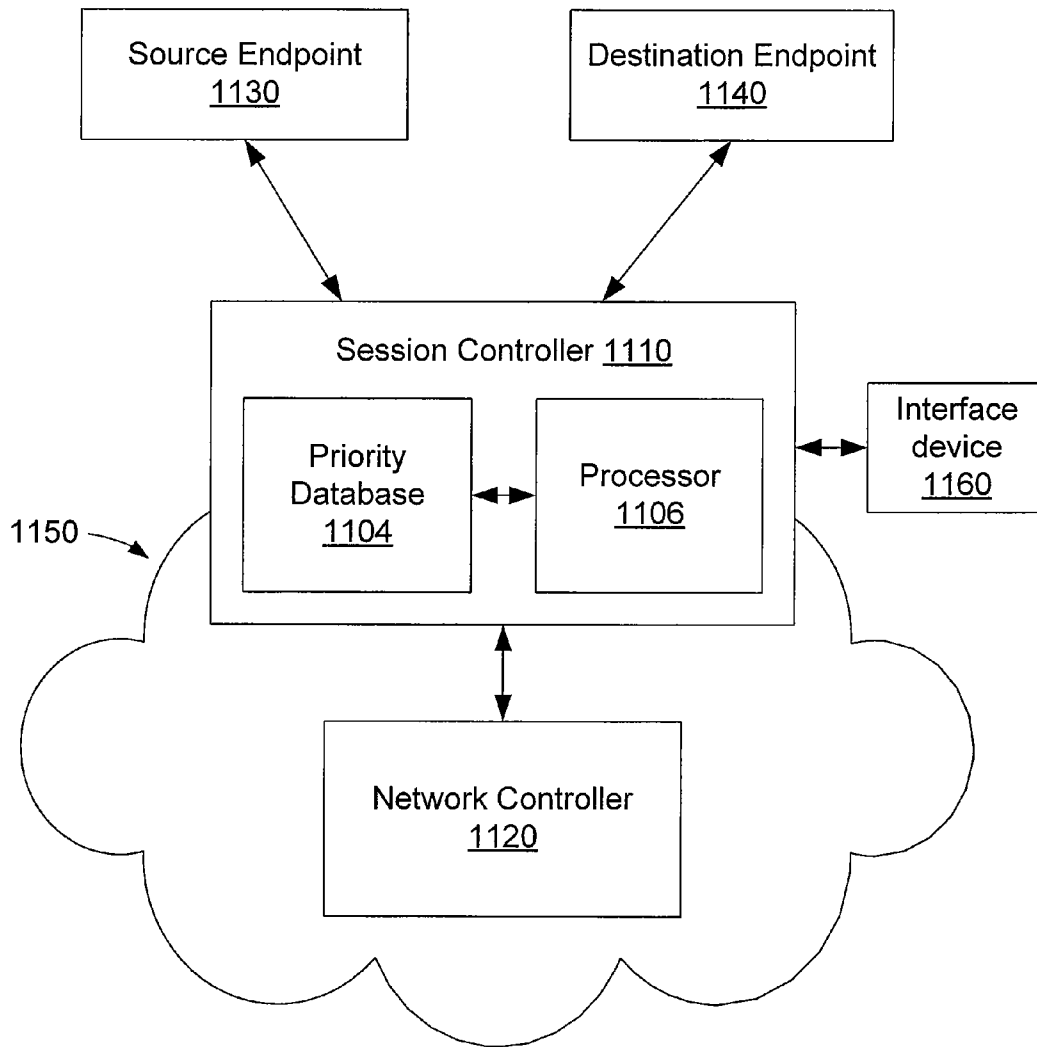 Source Endpoint
1130
Destination Endpoint
1140
Session Controller 1110
Priority
Database
1104
Processor
1106
Interface
device
1160
1150
Network Controller
1120